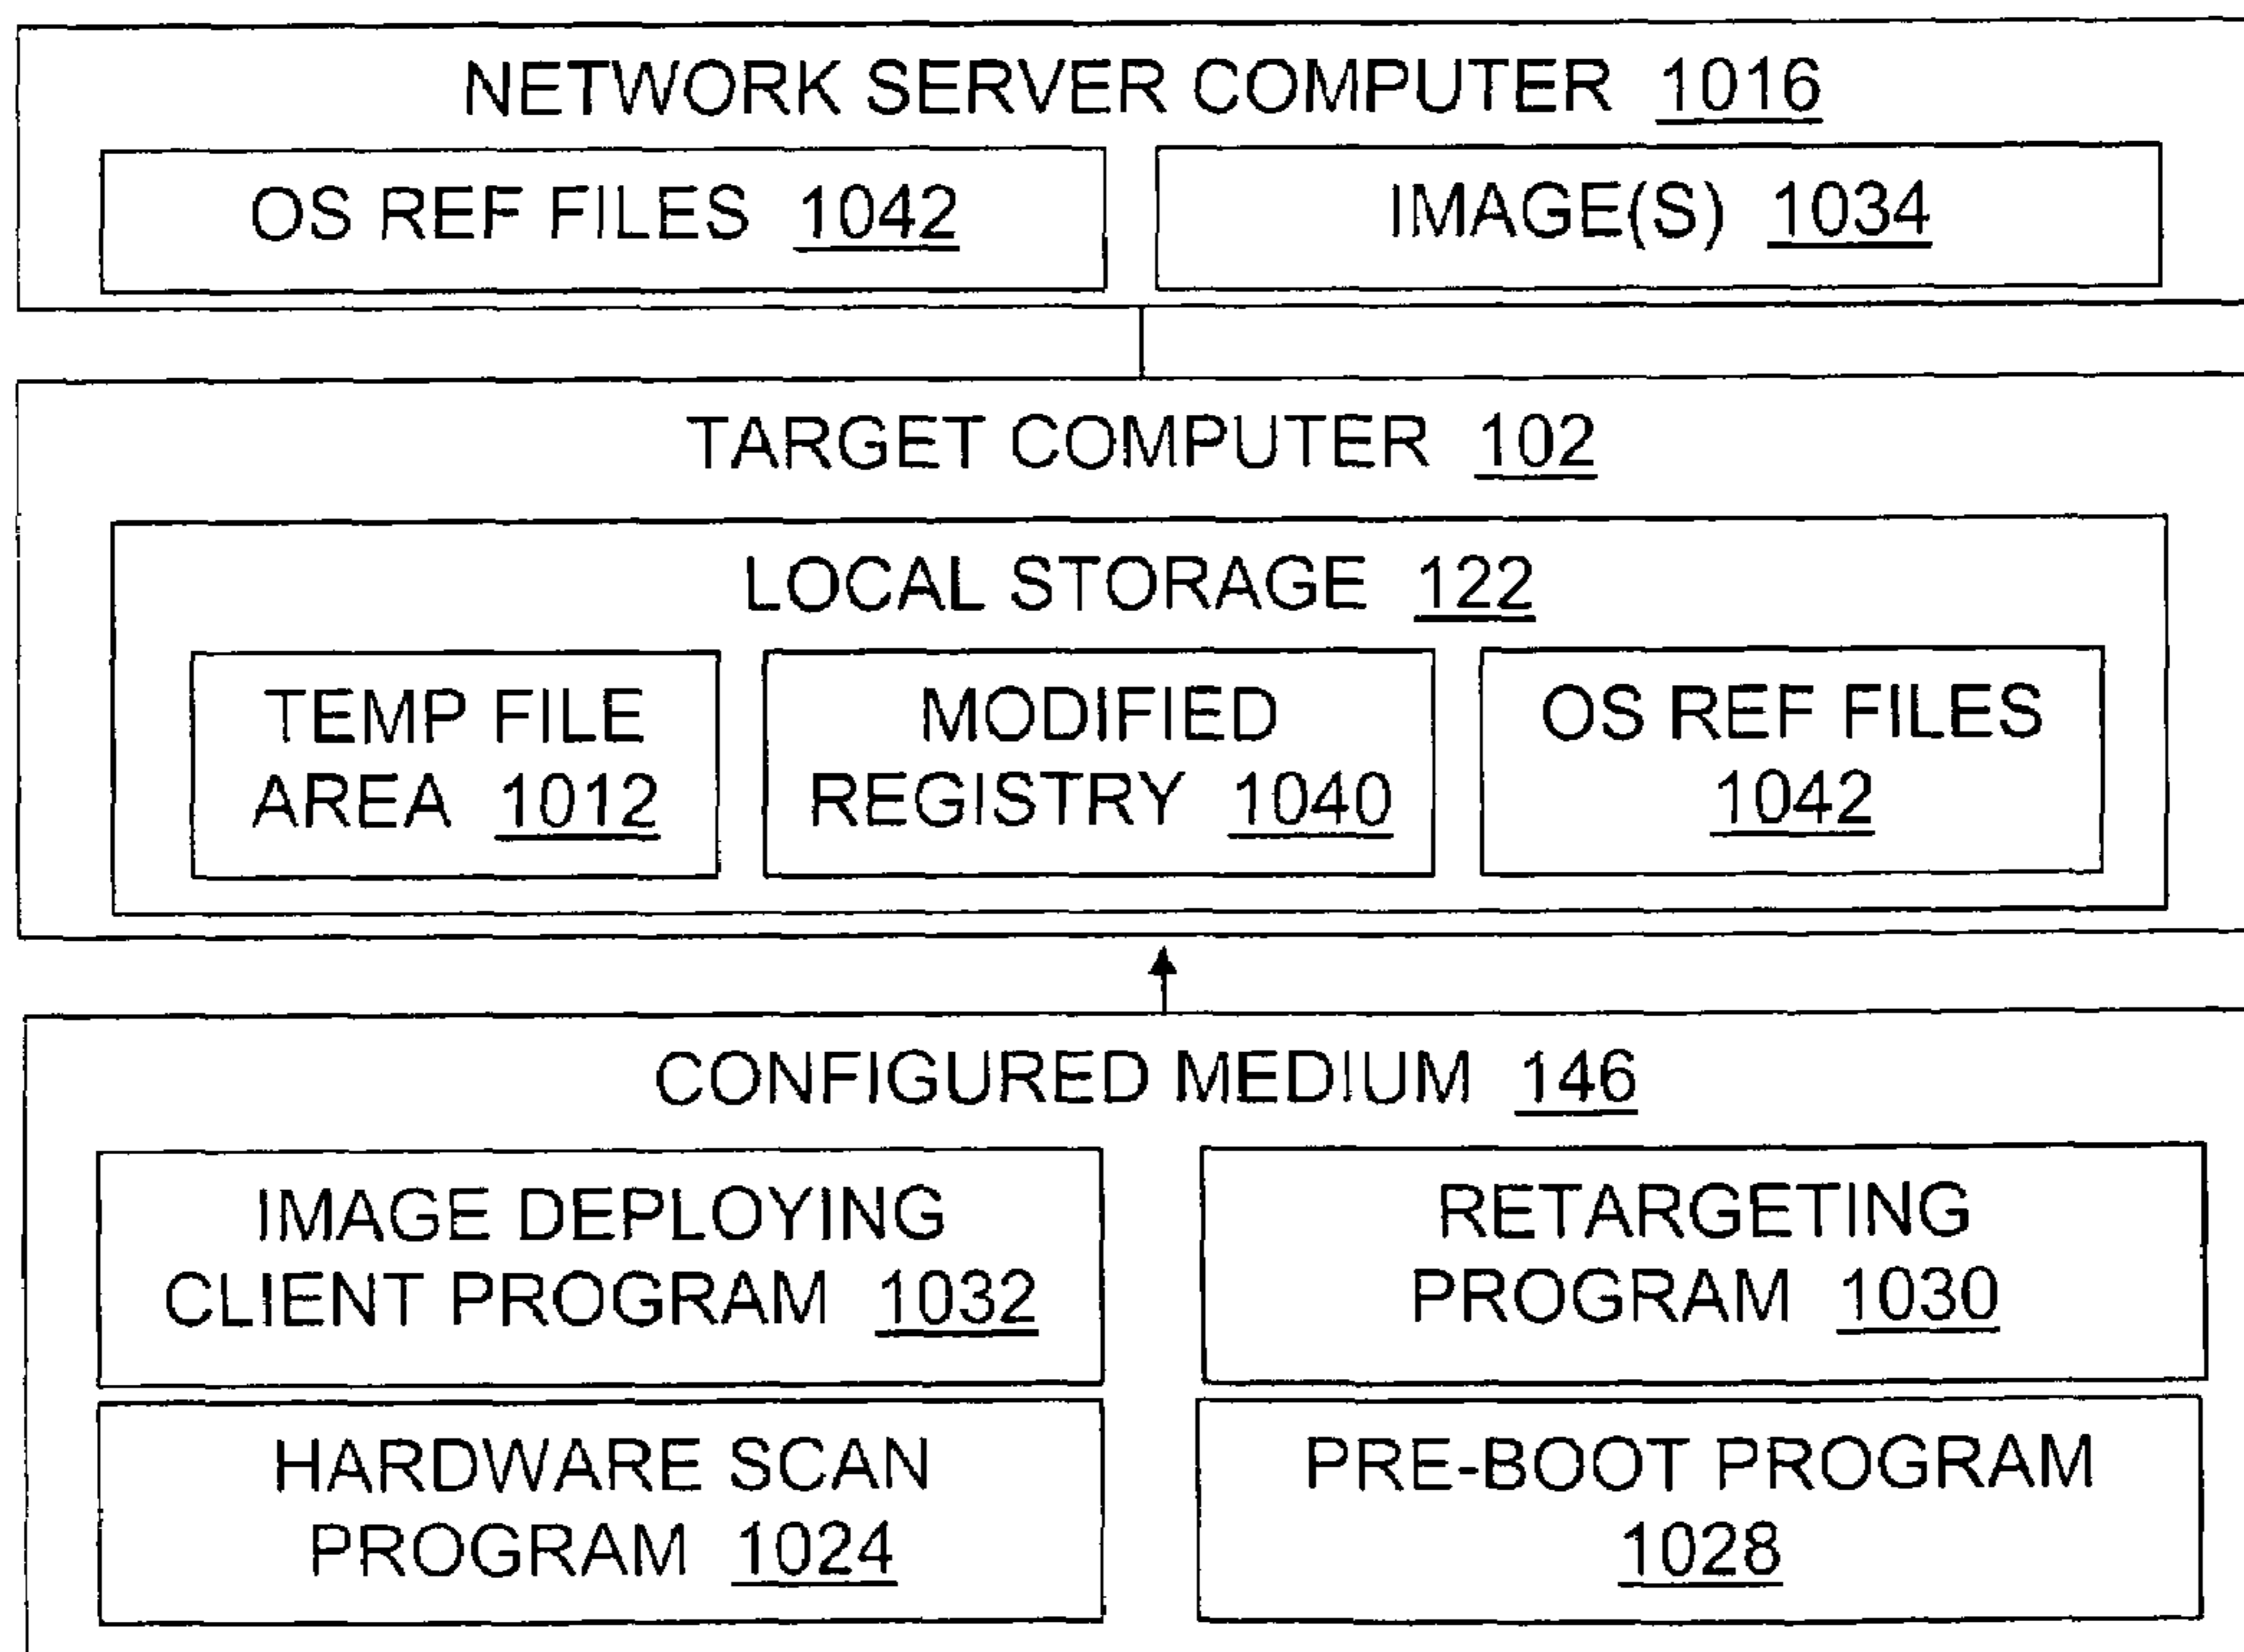 NETWORK SERVER COMPUTER 1016
OS REF FILES 1042
IMAGE(S) 1034
TARGET COMPUTER 102
LOCAL STORAGE 122
TEMP FILE
AREA 1012
MODIFIED
REGISTRY 1040
OS REF FILES
1042
CONFIGURED MEDIUM 146
IMAGE DEPLOYING
CLIENT PROGRAM 1032
RETARGETING
PROGRAM 1030
HARDWARE SCAN
PROGRAM 1024
PRE-BOOT PROGRAM
1028